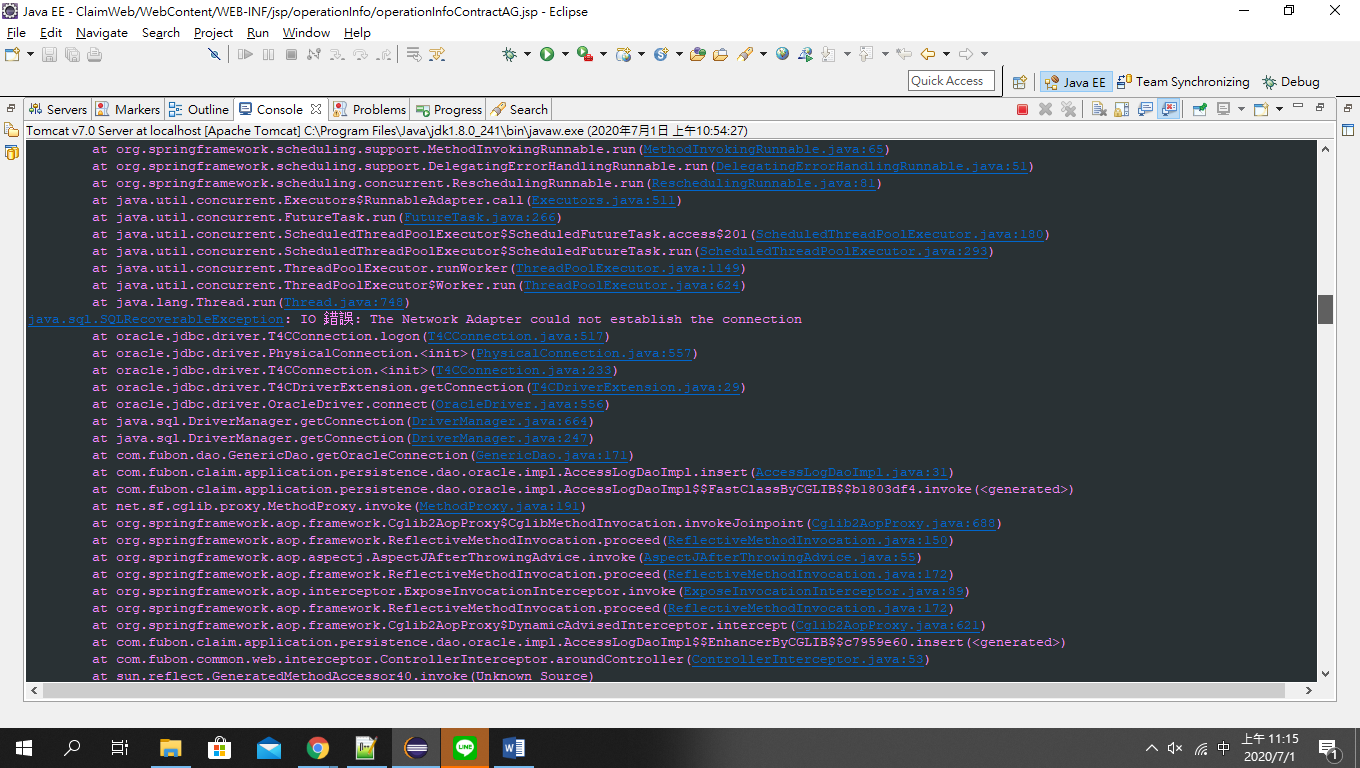 Java EE - ClaimWeb/WebContent/WEB-INF/jsp/operationInfo/operationInfoContractAG.jsp - Eclipse
File Edit Navigate Search Project Run Window Help
Quick Access
Java EE
Team Synchronizing
Debug
Servers
Markers
Outline
Console
Problems
Progress
Search
Tomcat v7.0 Server at localhost [Apache Tomcat] C:\Program Files\Java\jdk1.8.0_241\bin\javaw.exe (2020年7月1日 上午10:54:27)
at org.springframework.scheduling.support.MethodInvokingRunnable.run(MethodInvokingRunnable.java:65)
at org.springframework.scheduling.support.DelegatingErrorHandlingRunnable.run(DelegatingErrorHandlingRunnable.java:51)
at org.springframework.scheduling.concurrent.ReschedulingRunnable.run(ReschedulingRunnable.java:81)
at java.util.concurrent.Executors$RunnableAdapter.call(Executors.java:511)
at java.util.concurrent.FutureTask.run(FutureTask.java:266)
at java.util.concurrent.ScheduledThreadPoolExecutor$ScheduledFutureTask.access$201(ScheduledThreadPoolExecutor.java:180)
at java.util.concurrent.ScheduledThreadPoolExecutor$ScheduledFutureTask.run(ScheduledThreadPoolExecutor.java:293)
at java.util.concurrent.ThreadPoolExecutor.runWorker(ThreadPoolExecutor.java:1149)
at java.util.concurrent.ThreadPoolExecutor$Worker.run(ThreadPoolExecutor.java:624)
at java.lang.Thread.run(Thread.java:748)
java.sql.SQLRecoverableException: IO 錯誤: The Network Adapter could not establish the connection
at oracle.jdbc.driver.T4CConnection.logon(T4CConnection.java:517)
at oracle.jdbc.driver.PhysicalConnection.<init>(PhysicalConnection.java:557)
at oracle.jdbc.driver.T4CConnection.<init>(T4CConnection.java:233)
at oracle.jdbc.driver.T4CDriverExtension.getConnection(T4CDriverExtension.java:29)
at oracle.jdbc.driver.OracleDriver.connect(OracleDriver.java:556)
at java.sql.DriverManager.getConnection(DriverManager.java:664)
at java.sql.DriverManager.getConnection(DriverManager.java:247)
at com.fubon.dao.GenericDao.getOracleConnection(GenericDao.java:171)
at com.fubon.claim.application.persistence.dao.oracle.impl.AccessLogDaoImpl.insert(AccessLogDaoImpl.java:31)
at com.fubon.claim.application.persistence.dao.oracle.impl.AccessLogDaoImpl$$FastClassByCGLIB$$b1803df4.invoke(<generated>)
at net.sf.cglib.proxy.MethodProxy.invoke(MethodProxy.java:191)
at org.springframework.aop.framework.Cglib2AopProxy$CglibMethodInvocation.invokeJoinpoint(Cglib2AopProxy.java:688)
at org.springframework.aop.framework.ReflectiveMethodInvocation.proceed(ReflectiveMethodInvocation.java:150)
at org.springframework.aop.aspectj.AspectJAfterThrowingAdvice.invoke(AspectJAfterThrowingAdvice.java:55)
at org.springframework.aop.framework.ReflectiveMethodInvocation.proceed(ReflectiveMethodInvocation.java:172)
at org.springframework.aop.interceptor.ExposeInvocationInterceptor.invoke(ExposeInvocationInterceptor.java:89)
at org.springframework.aop.framework.ReflectiveMethodInvocation.proceed(ReflectiveMethodInvocation.java:172)
at org.springframework.aop.framework.Cglib2AopProxy$DynamicAdvisedInterceptor.intercept(Cglib2AopProxy.java:621)
at com.fubon.claim.application.persistence.dao.oracle.impl.AccessLogDaoImpl$$EnhancerByCGLIB$$c7959e60.insert(<generated>)
at com.fubon.common.web.interceptor.ControllerInterceptor.aroundController(ControllerInterceptor.java:53)
at sun.reflect.GeneratedMethodAccessor40.invoke(Unknown Source)
LINE
中
上午 11:15
2020/7/1
1